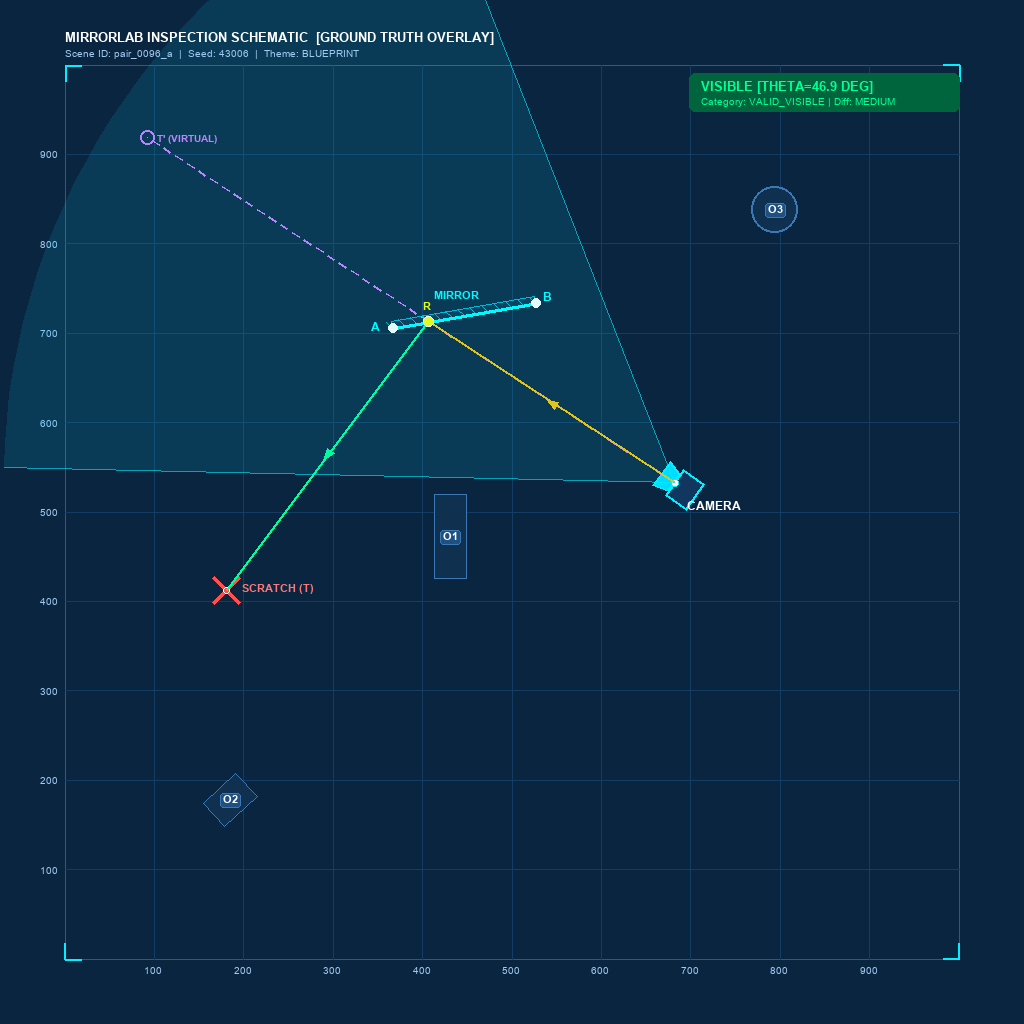 MIRRORLAB INSPECTION SCHEMATIC [GROUND TRUTH OVERLAY]
Scene ID: pair_0096_a | Seed: 43006 | Theme: BLUEPRINT
VISIBLE [THETA=46.9 DEG]
Category: VALID_VISIBLE | Diff: MEDIUM
T' (VIRTUAL)
900
O3
800
MIRROR
B
R
A
700
600
500
CAMERA
O1
SCRATCH (T)
400
300
200
O2
100
100 200 300 400 500 600 700 800 900